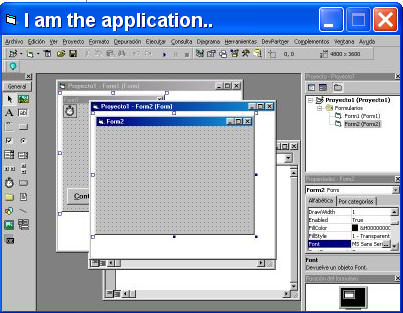 I am the application..
Archivo Edición Ver Proyecto Formato Depuración Ejecutar Consulta Diagrama Herramientas DevPartner Complementos Ventana Ayuda
0, 0 4800 x 3600
General
Proyecto1 - Form1 (Form)
Form1
Proyecto1 - Form2 (Form)
Form2
Cont
Proyecto - Proyecto1
Proyecto1 (Proyecto1)
Formularios
Form1 (Form1)
Form2 (Form2)
Propiedades - Form2
Form2 Form
Alfabética Por categorías
DrawWidth 1
Enabled True
FillColor &H00000000
FillStyle 1 - Transparent
Font MS Sans Seri...
Font
Devuelve un objeto Font.
Posición del formulario